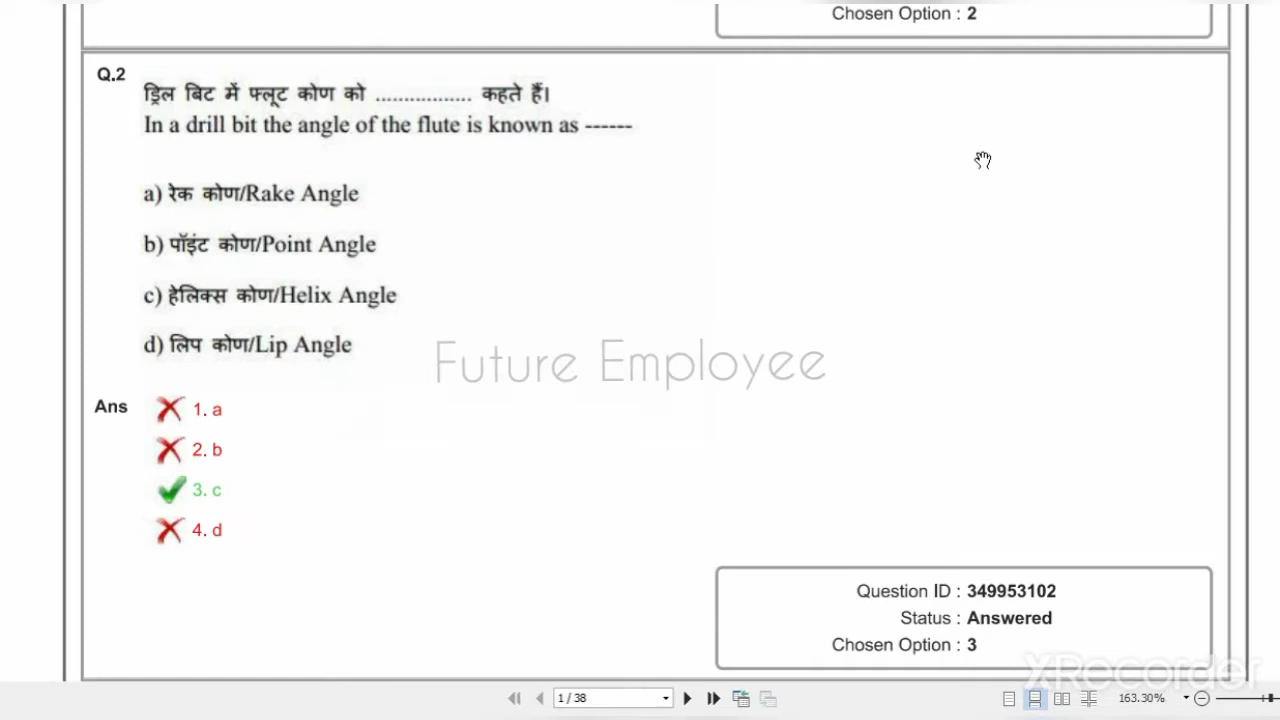 Chosen Option : 2
Q.2
ड्रिल बिट में फ्लूट कोण को ................. कहते हैं।
In a drill bit the angle of the flute is known as ------
a) रेक कोण/Rake Angle
b) पॉइंट कोण/Point Angle
c) हेलिक्स कोण/Helix Angle
d) लिप कोण/Lip Angle
Future Employee
Ans
1. a
2. b
3. c
4. d
Question ID : 349953102
Status : Answered
Chosen Option : 3
XRecorder
1 / 38
163.30%